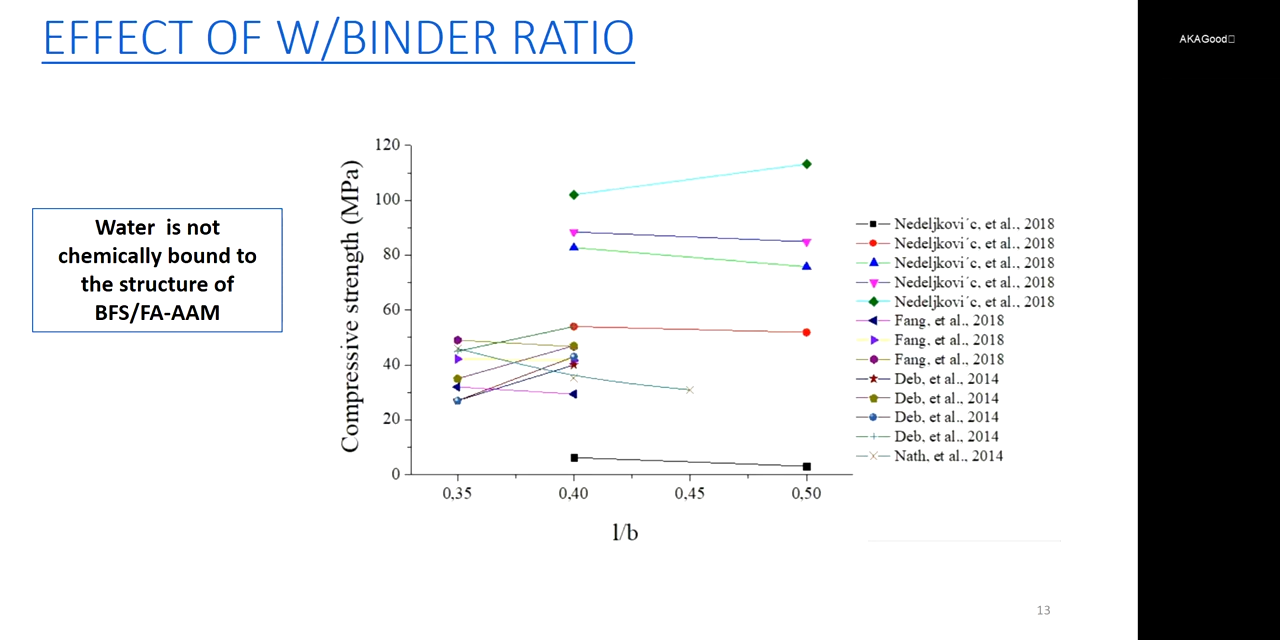 EFFECT OF W/BINDER RATIO
AKAGood
Water is not
chemically bound to
the structure of
BFS/FA-AAM
Compressive strength (MPa)
120
100
80
60
40
20
0
0,35
0,40
0,45
0,50
l/b
Nedeljkovi´c, et al., 2018
Nedeljkovi´c, et al., 2018
Nedeljkovi´c, et al., 2018
Nedeljkovi´c, et al., 2018
Nedeljkovi´c, et al., 2018
Fang, et al., 2018
Fang, et al., 2018
Fang, et al., 2018
Deb, et al., 2014
Deb, et al., 2014
Deb, et al., 2014
Deb, et al., 2014
Nath, et al., 2014
13